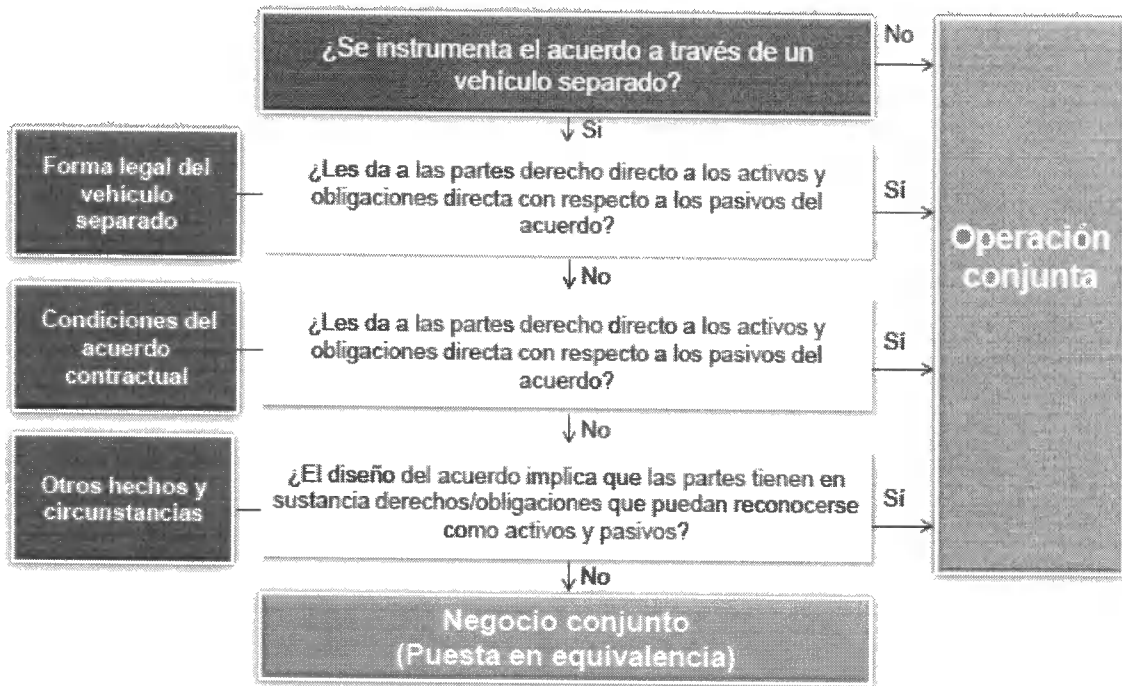 ¿Se instrumenta el acuerdo a través de un
vehículo separado?
No
Sí
Forma legal del
vehículo
separado
¿Les da a las partes derecho directo a los activos y
obligaciones directa con respecto a los pasivos del
acuerdo?
Sí
Operación
conjunta
No
Condiciones del
acuerdo
contractual
¿Les da a las partes derecho directo a los activos y
obligaciones directa con respecto a los pasivos del
acuerdo?
Sí
No
Otros hechos y
circunstancias
¿El diseño del acuerdo implica que las partes tienen en
sustancia derechos/obligaciones que puedan reconocerse
como activos y pasivos?
Sí
No
Negocio conjunto
(Puesta en equivalencia)